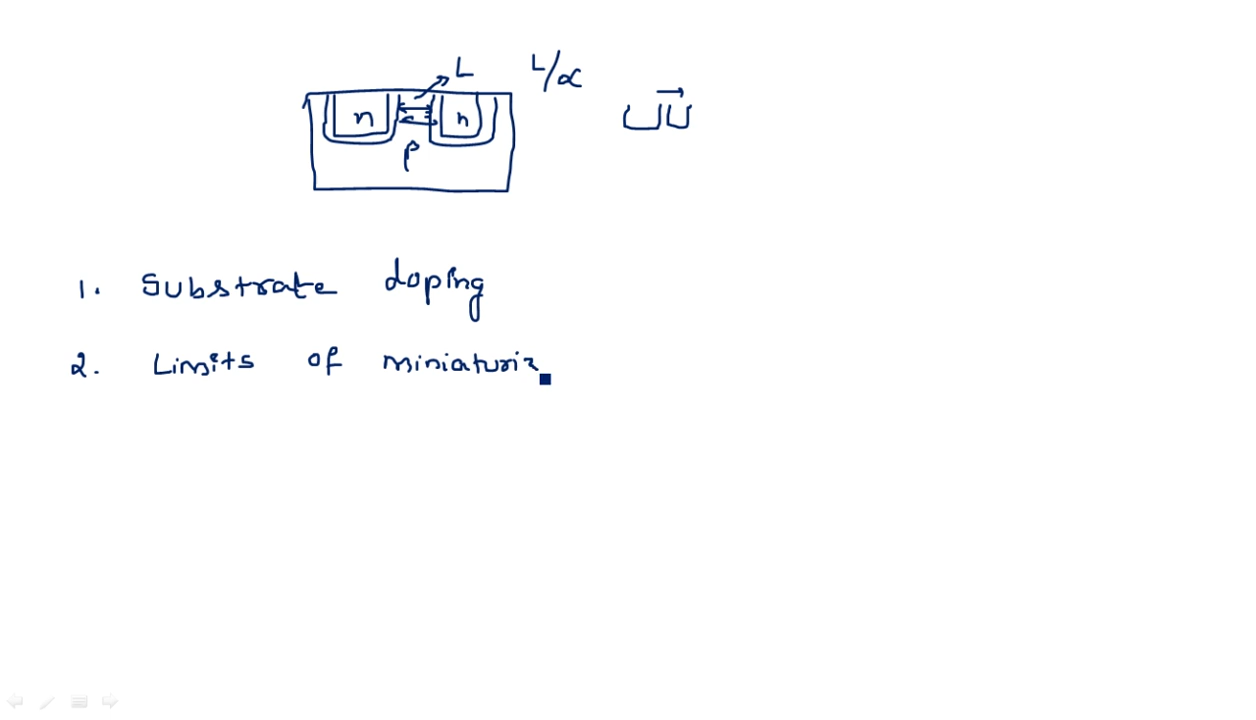 L
L/α
n
n
P
1. Substrate doping
2. Limits of miniaturiz